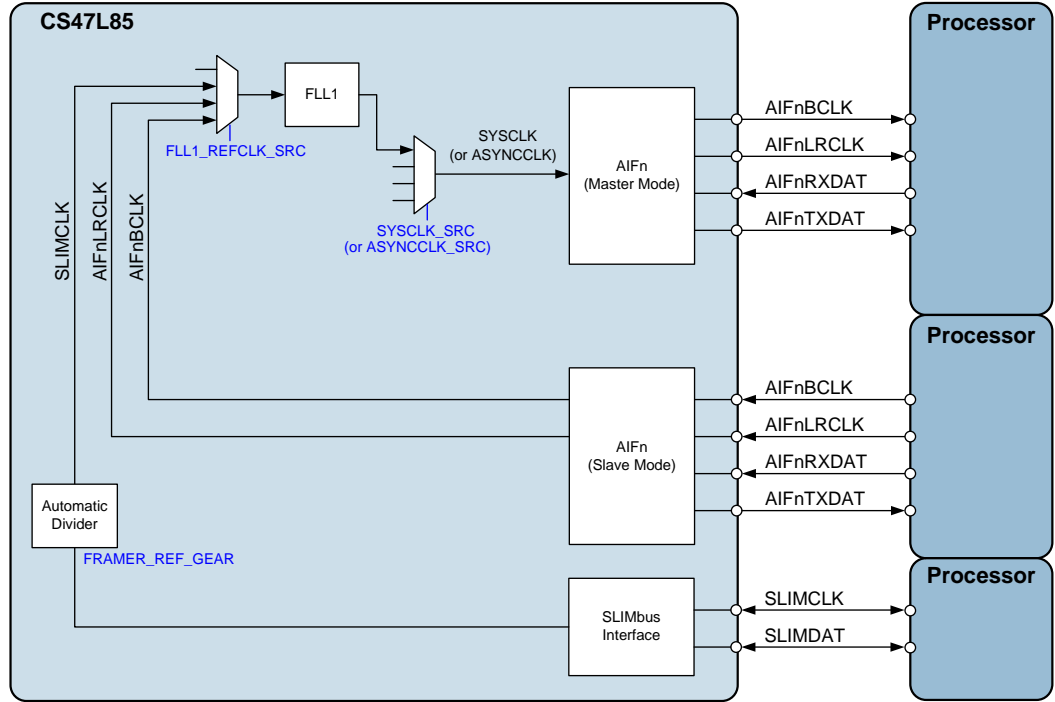 CS47L85
Processor
FLL1
FLL1_REFCLK_SRC
SYSCLK
(or ASYNCCLK)
SYSCLK_SRC
(or ASYNCCLK_SRC)
AIFn
(Master Mode)
AIFnBCLK
AIFnLRCLK
AIFnRXDAT
AIFnTXDAT
SLIMCLK
AIFnLRCLK
AIFnBCLK
Processor
AIFn
(Slave Mode)
AIFnBCLK
AIFnLRCLK
AIFnRXDAT
AIFnTXDAT
Automatic
Divider
FRAMER_REF_GEAR
Processor
SLIMbus
Interface
SLIMCLK
SLIMDAT